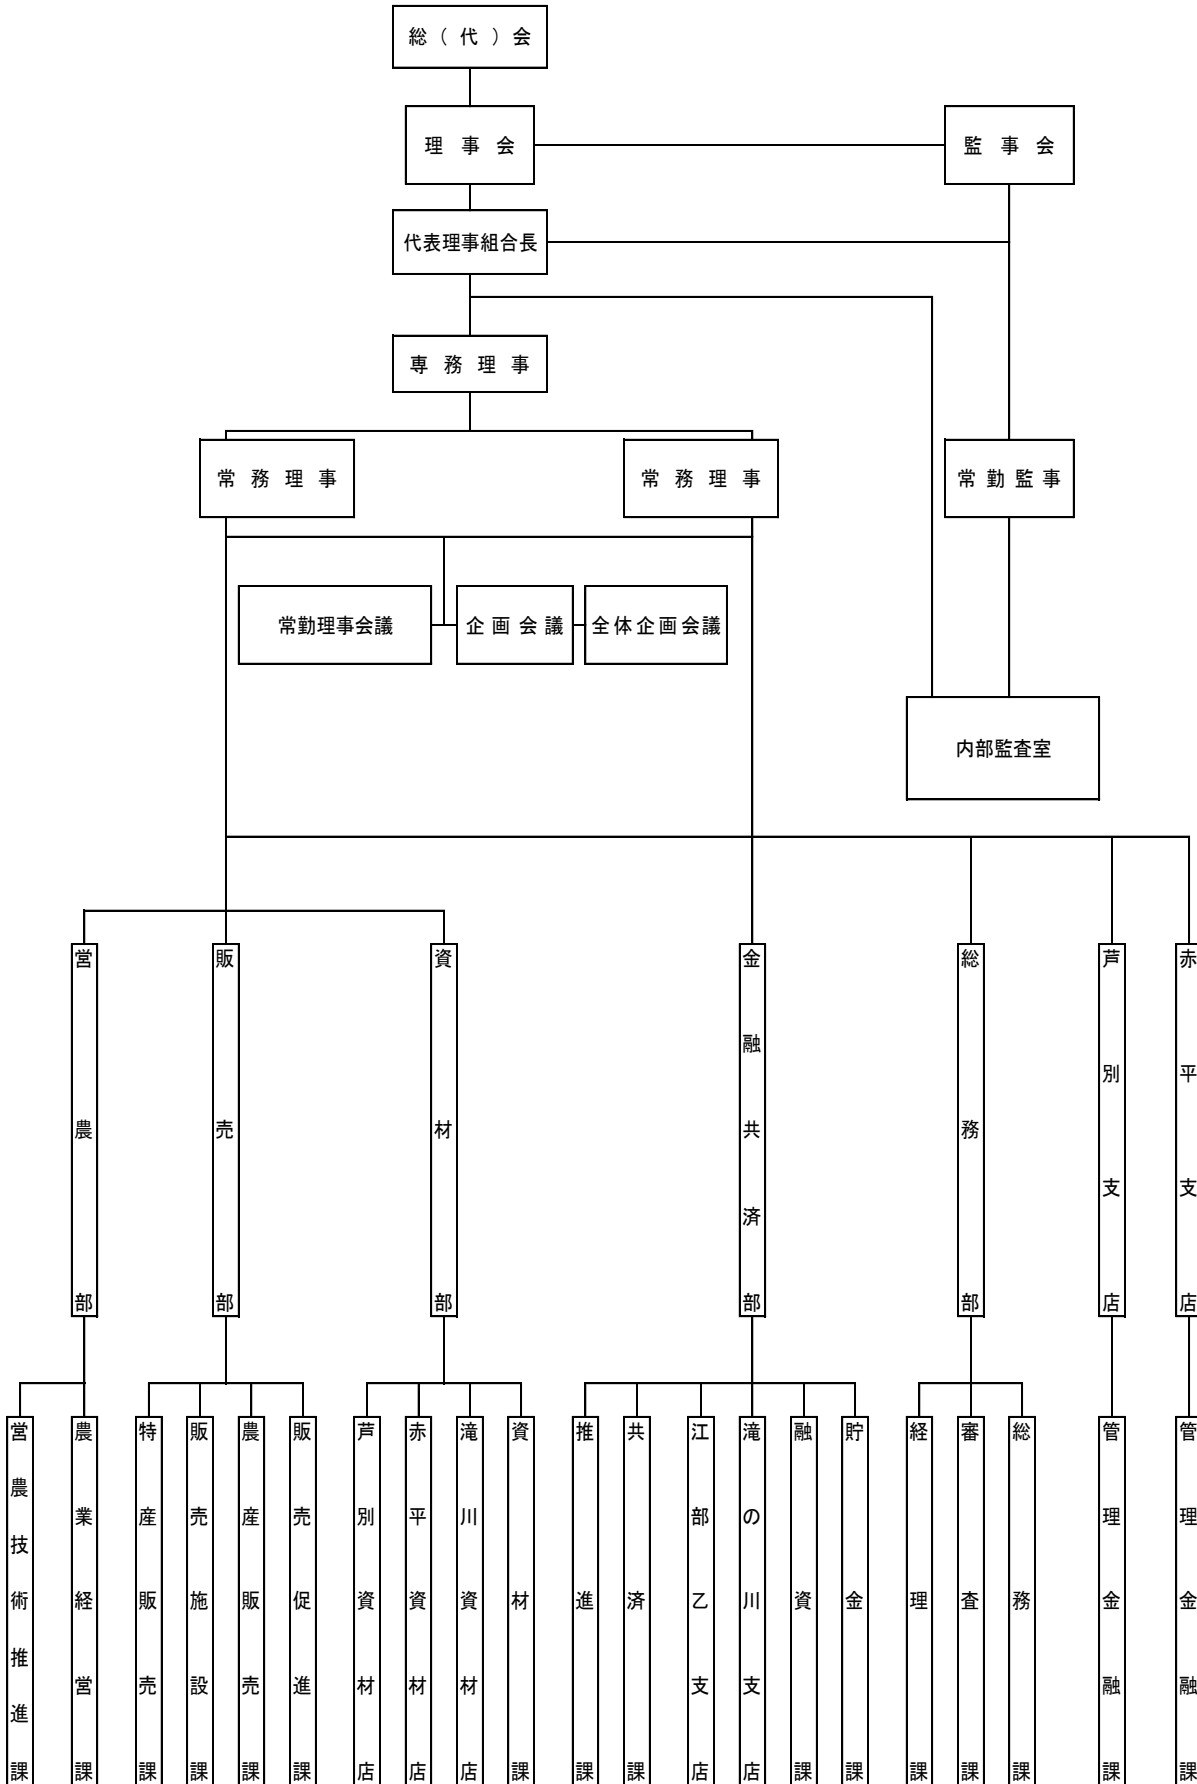 総（代）会
理事会
監事会
代表理事組合長
専務理事
常務理事
常務理事
常勤監事
常勤理事会議
企画会議
全体企画会議
内部監査室
営農部
販売部
資材部
金融共済部
総務部
芦別支店
赤平支店
営農技術推進課
農業経営課
特産販売課
販売施設課
農産販売課
販売促進課
芦別資材店
赤平資材店
滝川資材店
資材課
推進課
共済課
江部乙支店
滝の川支店
融資課
貯金課
経理課
審査課
総務課
管理金融課
管理金融課